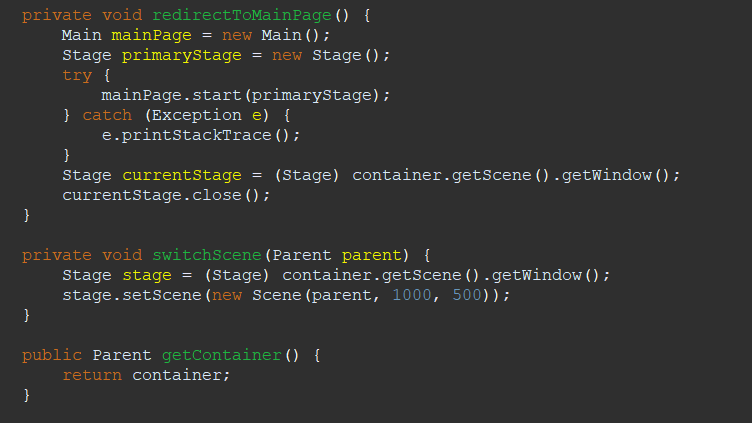 private void redirectToMainPage() {
    Main mainPage = new Main();
    Stage primaryStage = new Stage();
    try {
        mainPage.start(primaryStage);
    } catch (Exception e) {
        e.printStackTrace();
    }
    Stage currentStage = (Stage) container.getScene().getWindow();
    currentStage.close();
}

private void switchScene(Parent parent) {
    Stage stage = (Stage) container.getScene().getWindow();
    stage.setScene(new Scene(parent, 1000, 500));
}

public Parent getContainer() {
    return container;
}